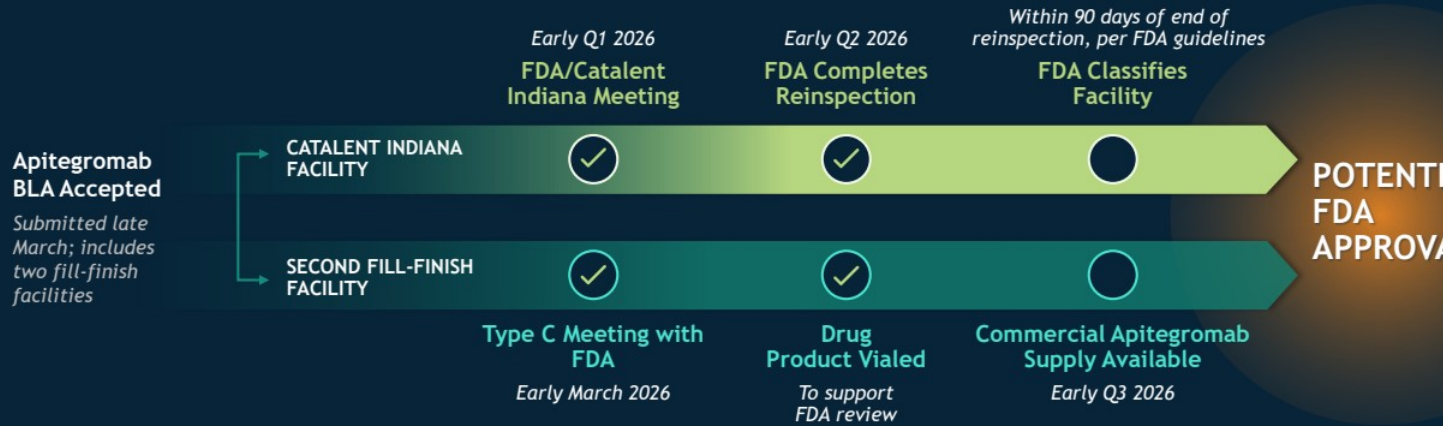 Within 90 days of end of
reinspection, per FDA guidelines
Early Q1 2026
Early Q2 2026
FDA/Catalent
Indiana Meeting
FDA Completes
Reinspection
FDA Classifies
Facility
Apitegromab
BLA Accepted
Submitted late
March; includes
two fill-finish
facilities
CATALENT INDIANA
FACILITY
SECOND FILL-FINISH
FACILITY
POTENTI
FDA
APPROVA
Type C Meeting with
FDA
Early March 2026
Drug
Product Vialed
To support
FDA review
Commercial Apitegromab
Supply Available
Early Q3 2026